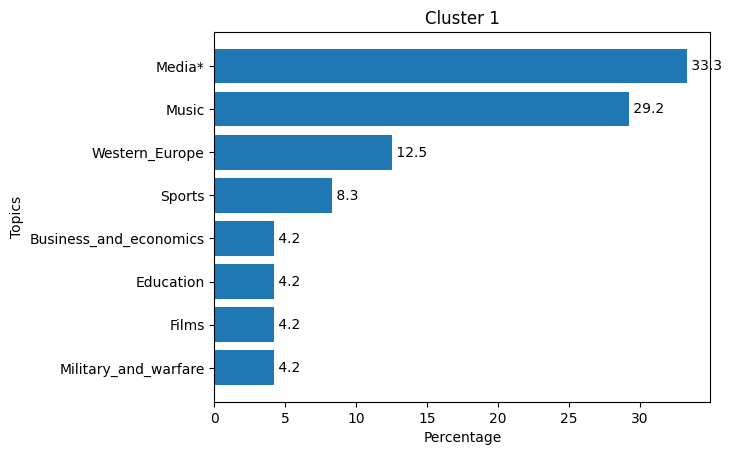 Cluster 1
Topics
Media* 33.3
Music 29.2
Western_Europe 12.5
Sports 8.3
Business_and_economics 4.2
Education 4.2
Films 4.2
Military_and_warfare 4.2
0 5 10 15 20 25 30
Percentage